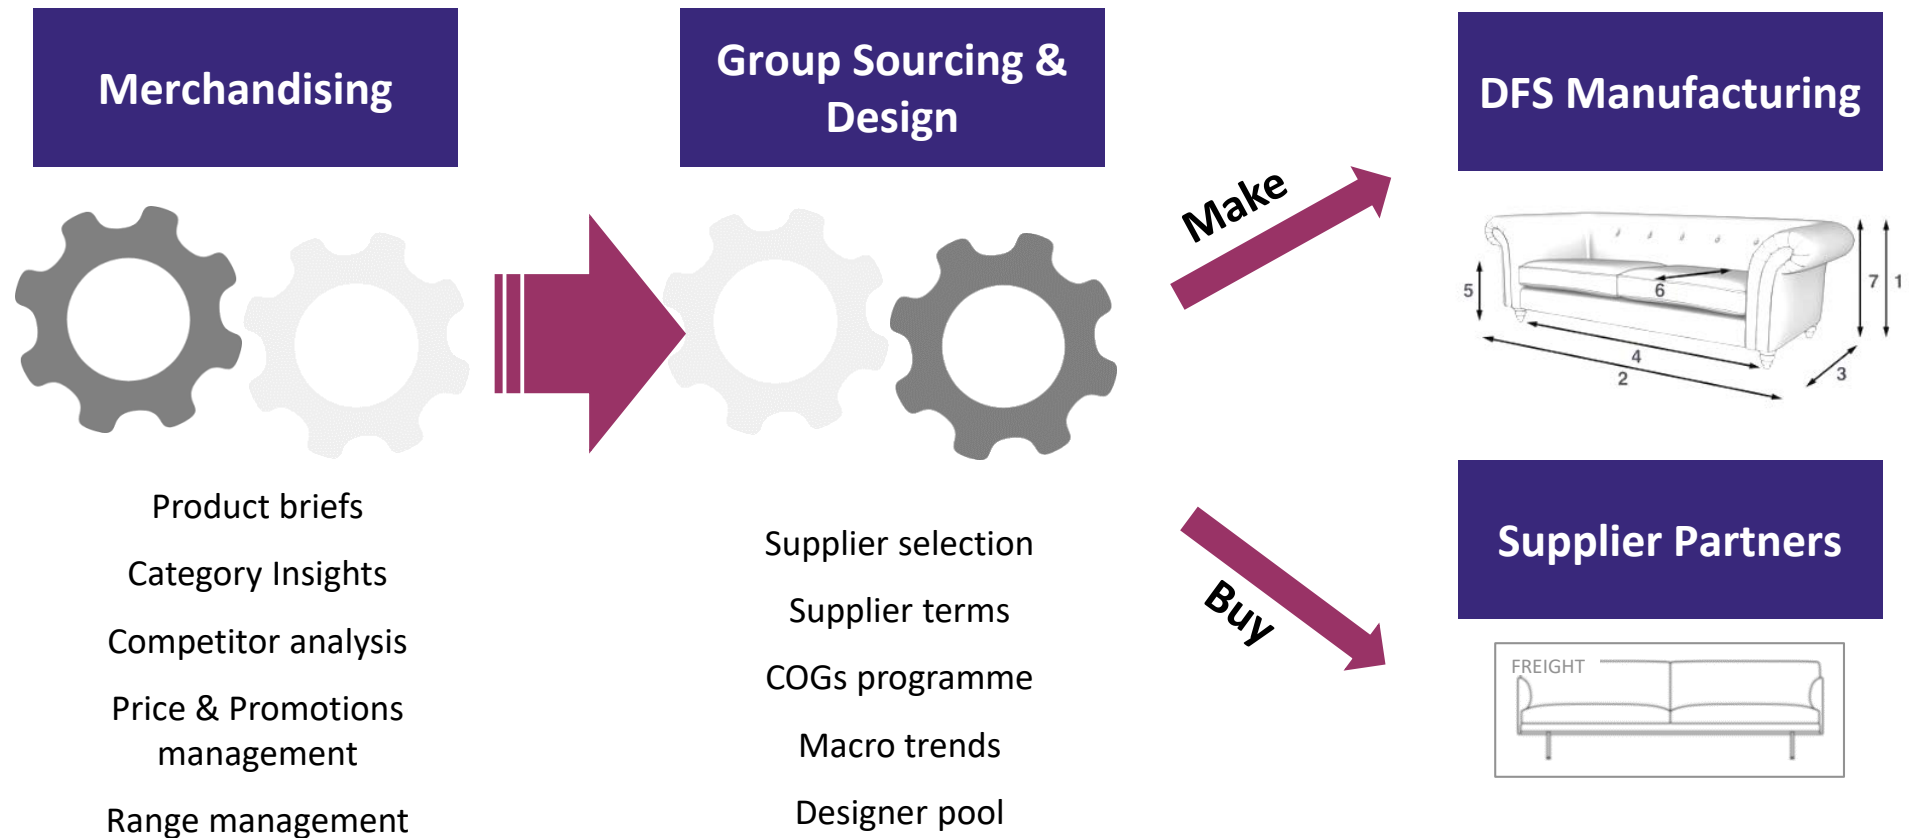 Merchandising
Group Sourcing &
Design
DFS Manufacturing
Make
5
6
7
1
4
2
3
Product briefs
Category Insights
Competitor analysis
Price & Promotions
management
Range management
Supplier selection
Supplier terms
COGs programme
Macro trends
Designer pool
Buy
Supplier Partners
FREIGHT